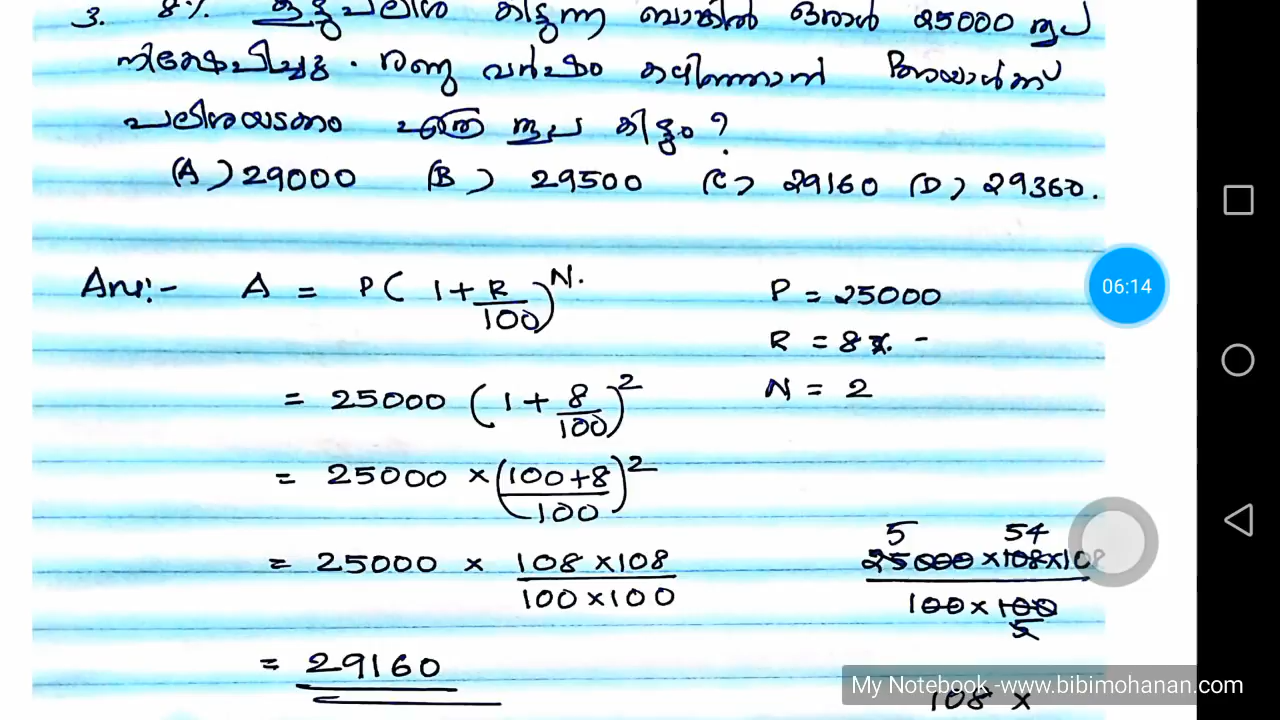 3. 8% കൂട്ടുപലിശ കിട്ടുന്ന ബാങ്കിൽ ഒരാൾ 25000 രൂപ
നിക്ഷേപിച്ചു. രണ്ടു വർഷം കഴിഞ്ഞാൽ അയാൾക്ക്
പലിശയടക്കം എത്ര രൂപ കിട്ടും?
(A) 29000 (B) 29500 (C) 29160 (D) 29360.
Ans:- A = P(1+R/100)^N. P = 25000
06:14
R = 8%.
= 25000 (1+8/100)^2 N = 2
= 25000 × (100+8/100)^2
5 54
= 25000 × 108×108/100×100 25000×108×108/100×100
5
= 29160
My Notebook -www.bibimohanan.com
108 ×